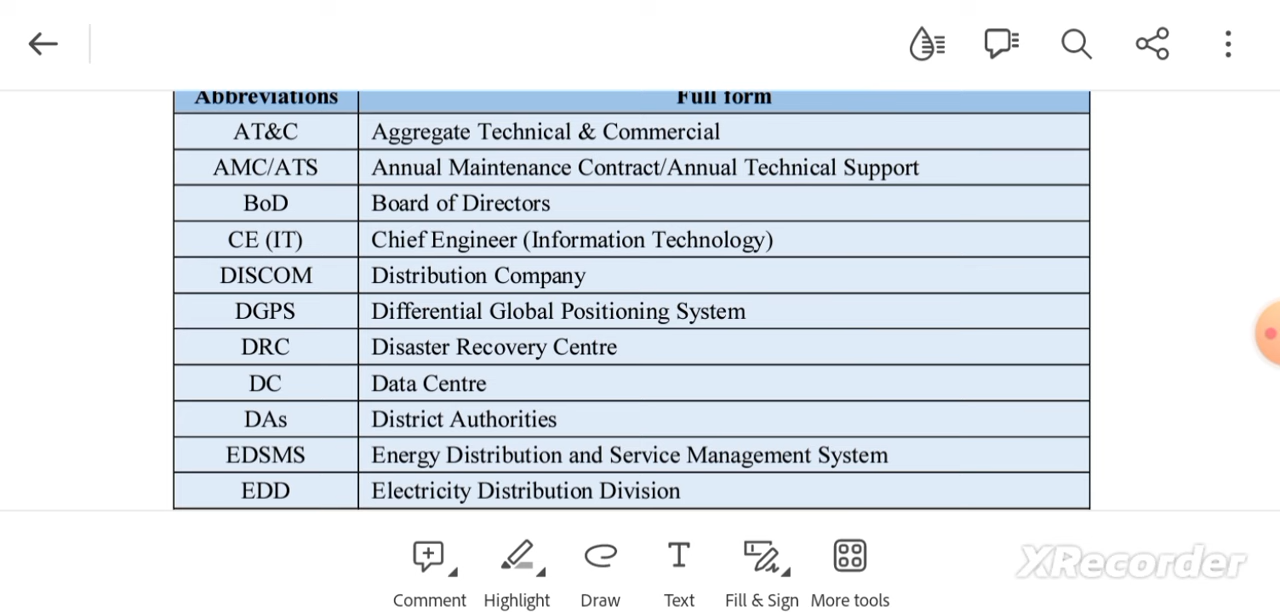 Abbreviations Full form
AT&C Aggregate Technical & Commercial
AMC/ATS Annual Maintenance Contract/Annual Technical Support
BoD Board of Directors
CE (IT) Chief Engineer (Information Technology)
DISCOM Distribution Company
DGPS Differential Global Positioning System
DRC Disaster Recovery Centre
DC Data Centre
DAs District Authorities
EDSMS Energy Distribution and Service Management System
EDD Electricity Distribution Division
XRecorder
Comment Highlight Draw Text Fill & Sign More tools